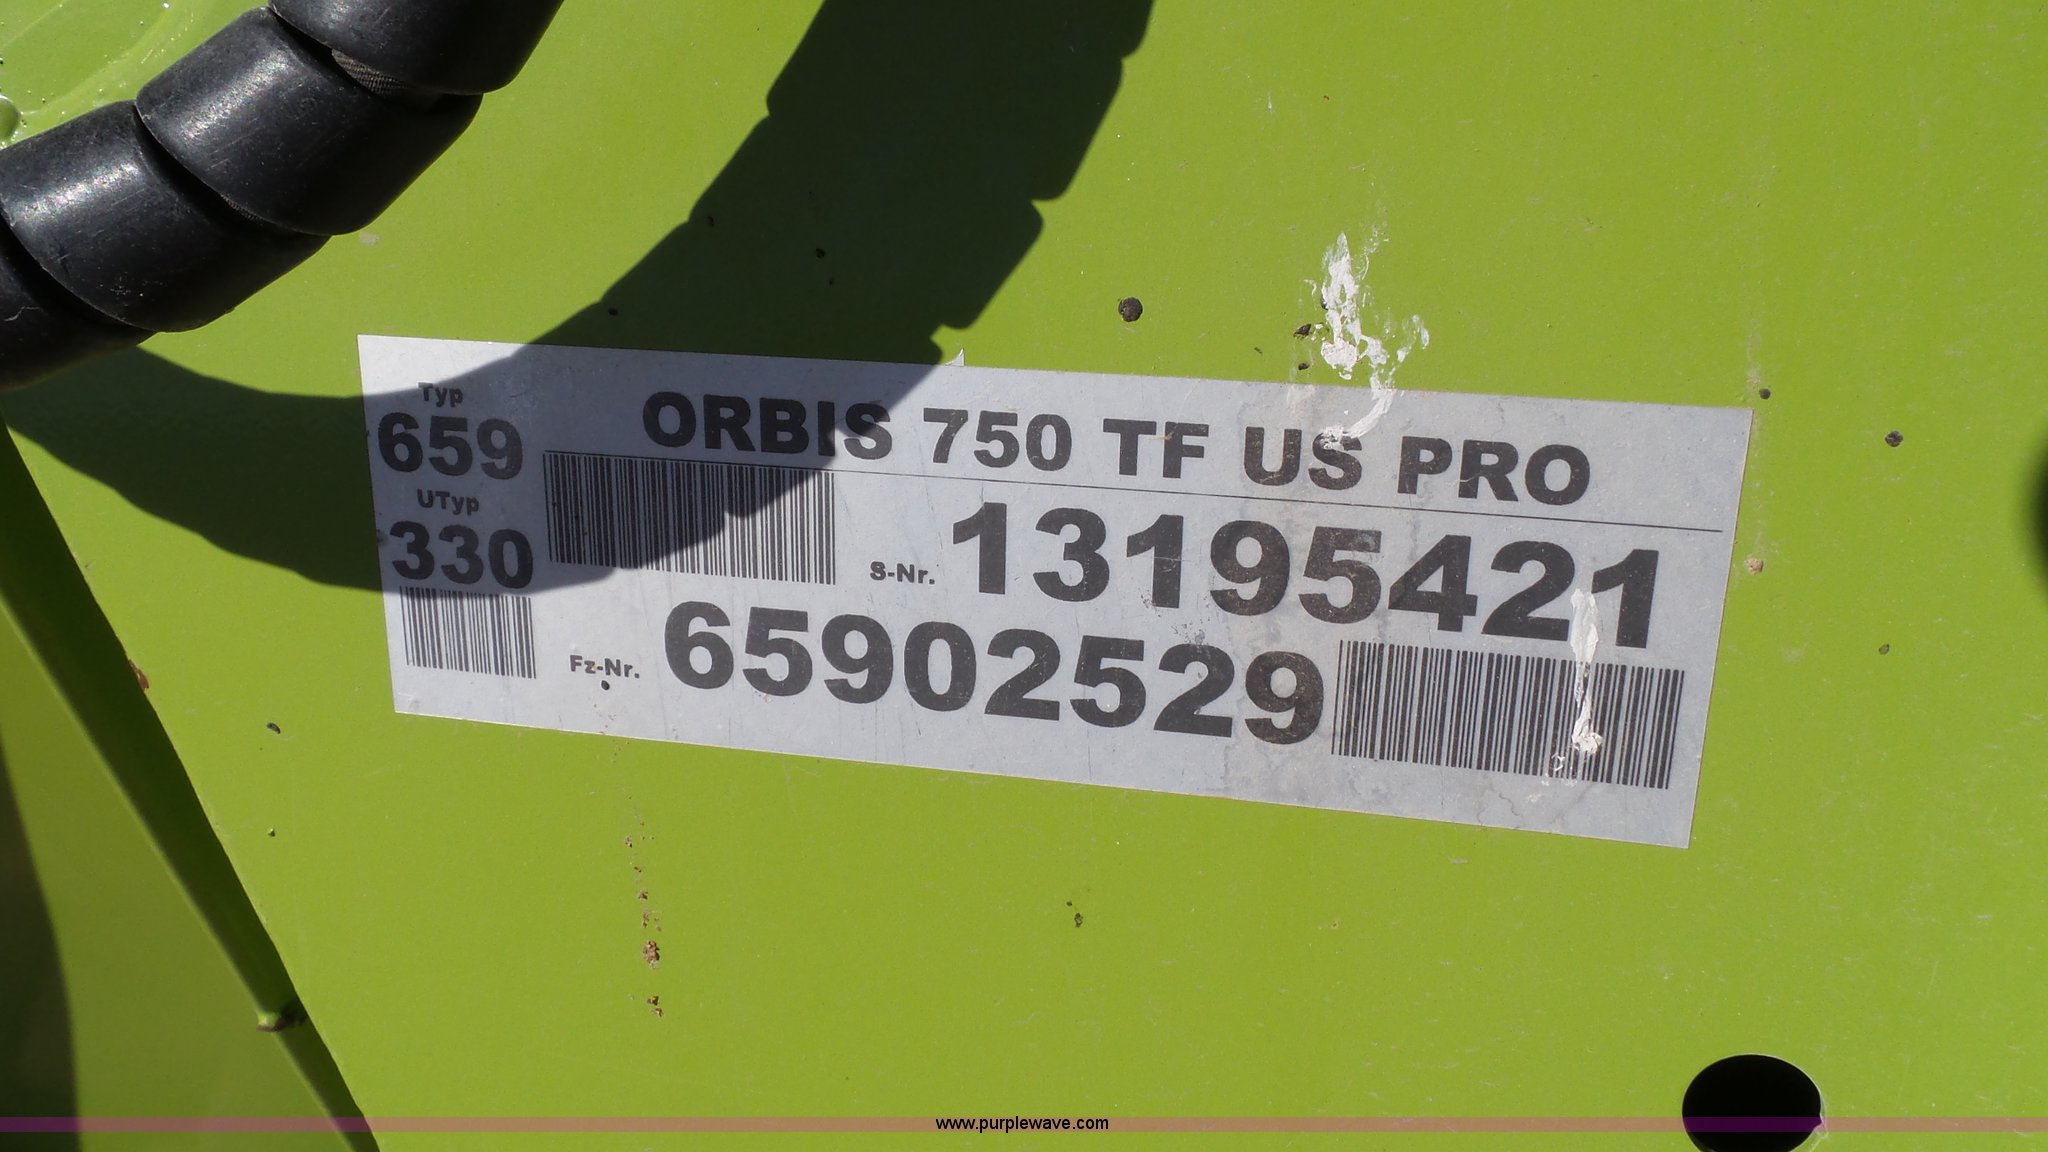 Typ
659
UTyp
330
ORBIS 750 TF US PRO
S-Nr. 13195421
Fz-Nr. 65902529
www.purplewave.com